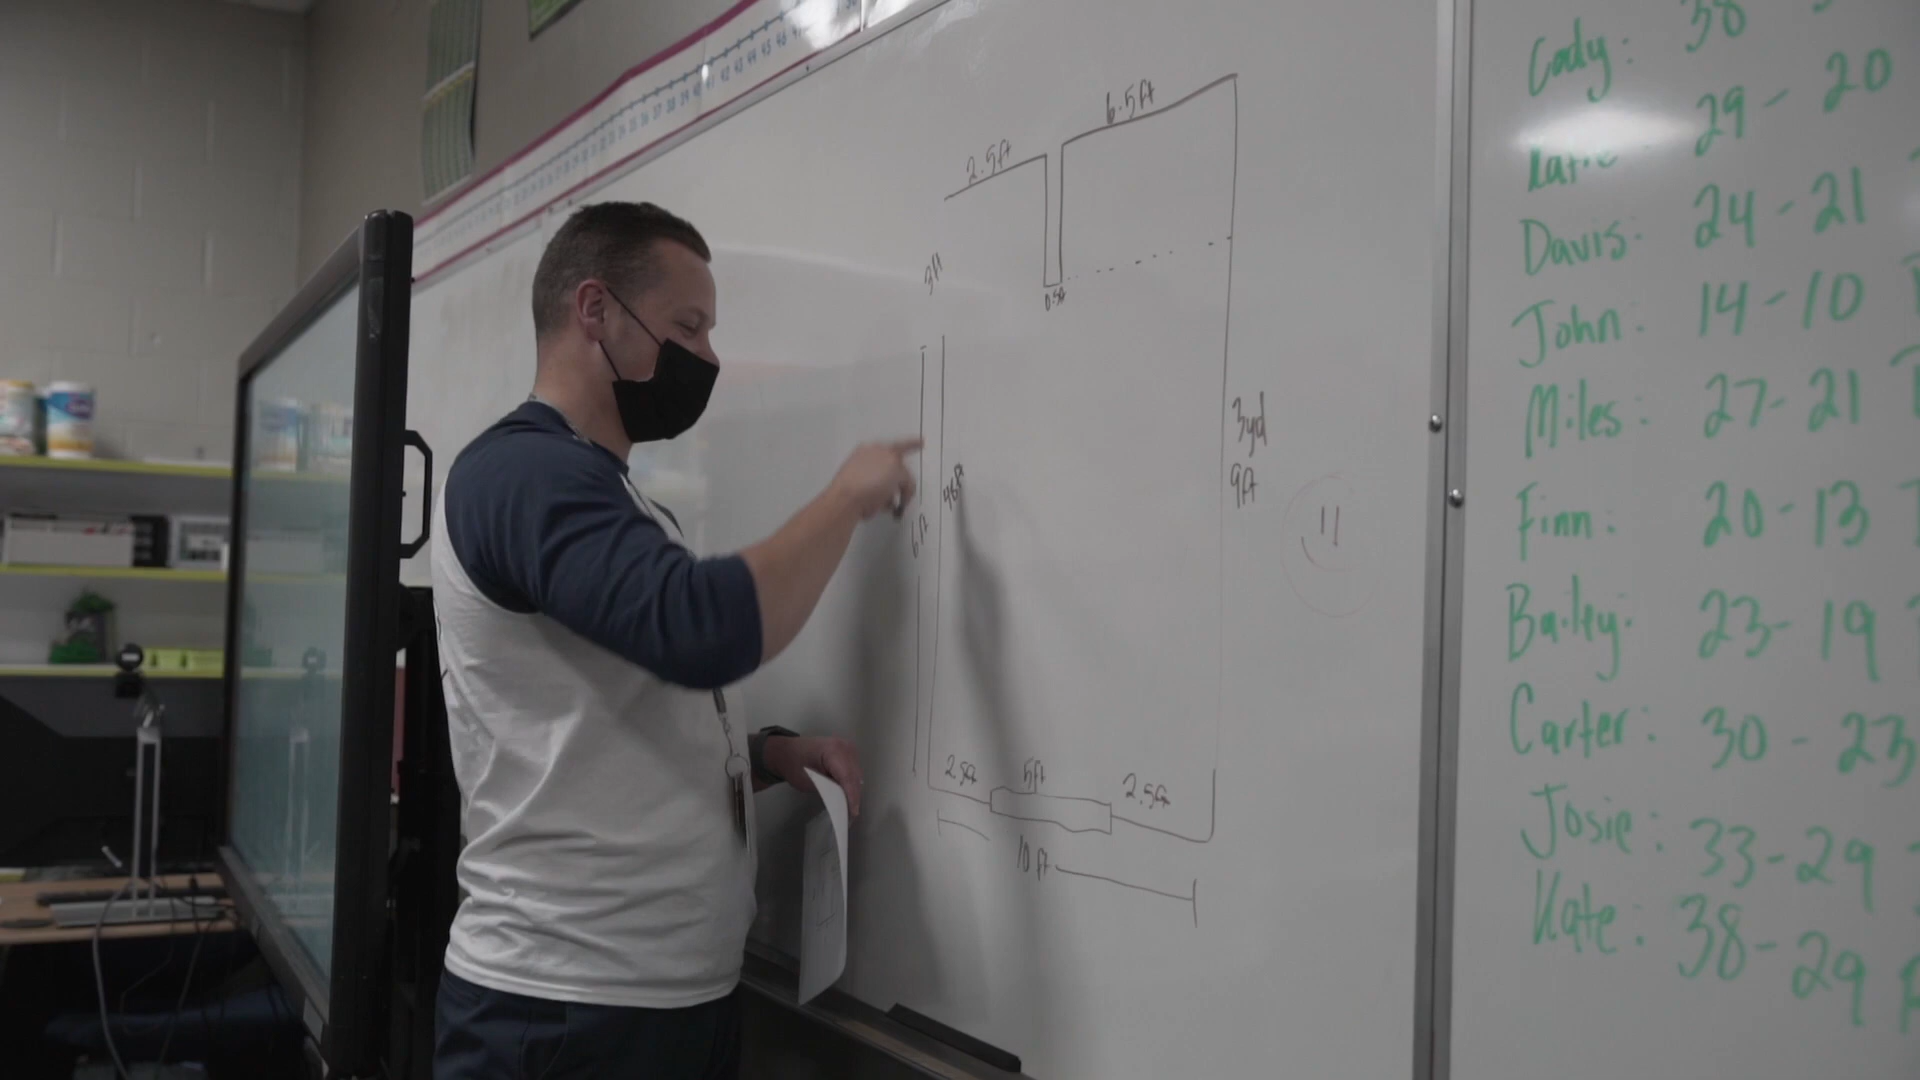 6.5ft
2.5ft
3ft
0.5ft
3yd
9ft
6ft
2.5ft
5ft
2.5ft
10 ft
Cody: 38
29 - 20
Davis: 24 - 21
John: 14 - 10
Miles: 27 - 21
Finn: 20 - 13
Bailey: 23 - 19
Carter: 30 - 23
Josie: 33 - 29
Kate: 38 - 29